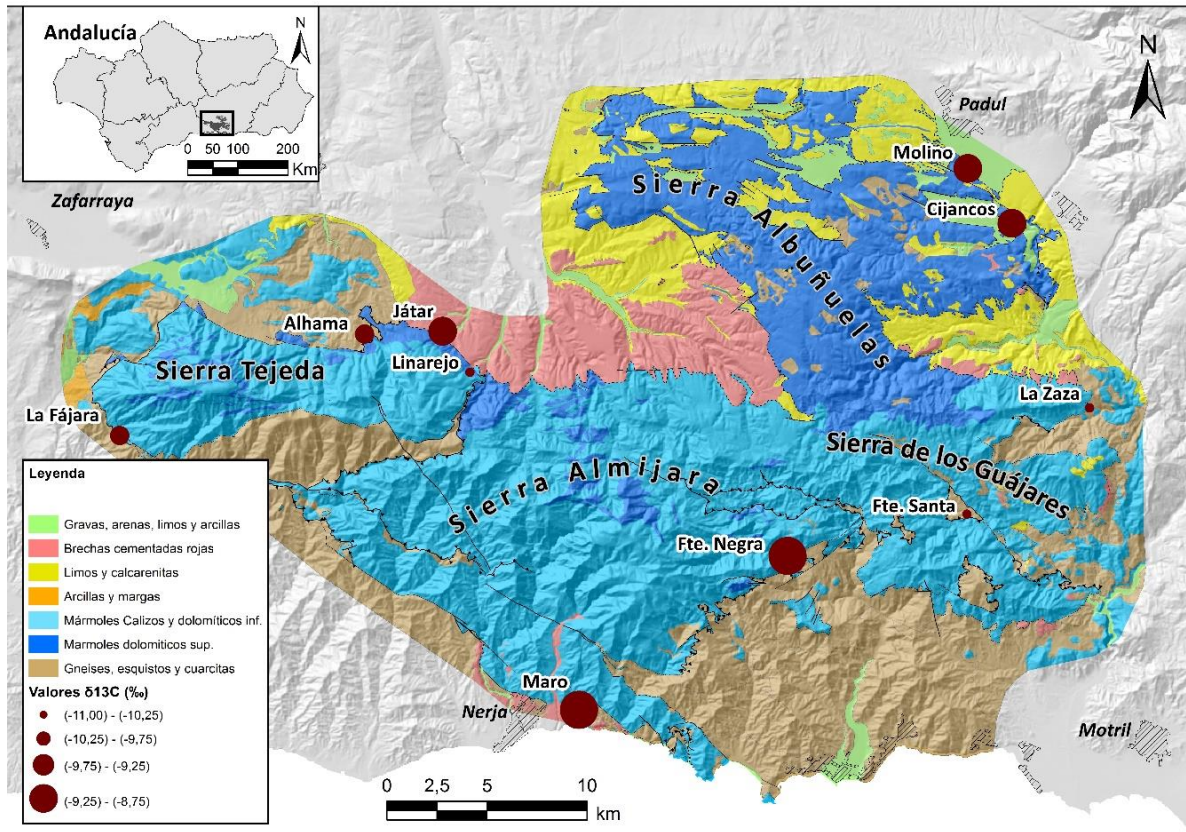 Andalucía
N
0 50 100 200
Km
N
Padul
Molino
Cijancos
Zafarraya
Sierra Albuñuelas
Játar
Alhama
Linarejo
Sierra Tejeda
La Zaza
La Fájara
Sierra de los Guájares
Sierra Almijara
Fte. Santa
Fte. Negra
Maro
Nerja
Motril
Leyenda
Gravas, arenas, limos y arcillas
Brechas cementadas rojas
Limos y calcarenitas
Arcillas y margas
Mármoles Calizos y dolomíticos inf.
Marmoles dolomiticos sup.
Gneises, esquistos y cuarcitas
Valores δ13C (‰)
(-11,00) - (-10,25)
(-10,25) - (-9,75)
(-9,75) - (-9,25)
(-9,25) - (-8,75)
0 2,5 5 10
km